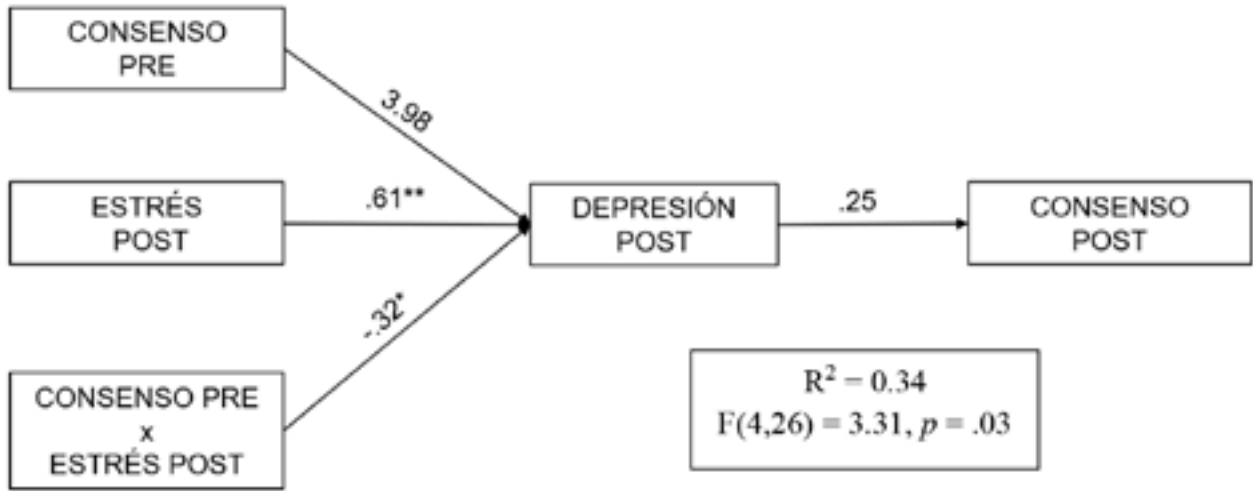 CONSENSO
PRE
3.98
ESTRÉS
POST
.61**
DEPRESIÓN
POST
.25
CONSENSO
POST
-.32*
CONSENSO PRE
x
ESTRÉS POST
R² = 0.34
F(4,26) = 3.31, p = .03